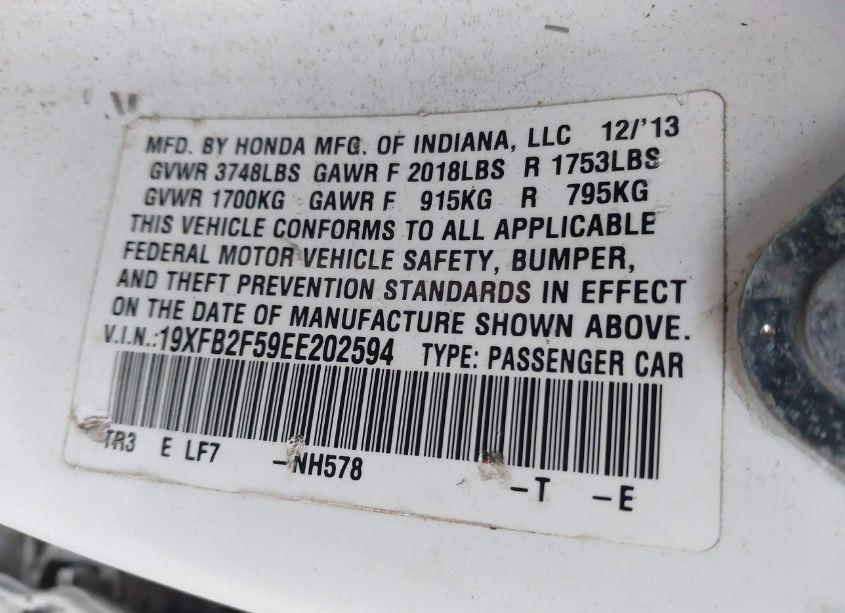 MFD. BY HONDA MFG. OF INDIANA, LLC 12/'13
GVWR 3748LBS GAWR F 2018LBS R 1753LBS
GVWR 1700KG GAWR F 915KG R 795KG
THIS VEHICLE CONFORMS TO ALL APPLICABLE
FEDERAL MOTOR VEHICLE SAFETY, BUMPER,
AND THEFT PREVENTION STANDARDS IN EFFECT
ON THE DATE OF MANUFACTURE SHOWN ABOVE.
V.I.N.:19XFB2F59EE202594 TYPE: PASSENGER CAR
TR3 E LF7 -NH578 -T -E